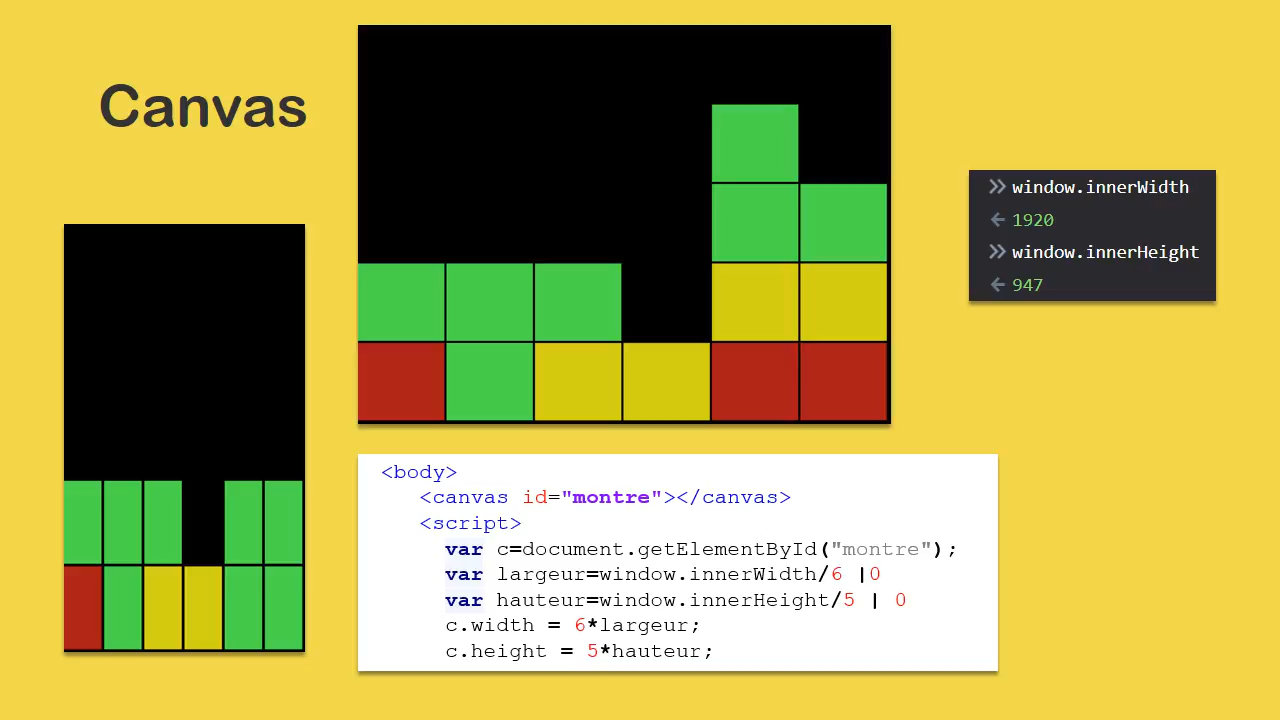 Canvas
window.innerWidth
1920
window.innerHeight
947
<body>
<canvas id="montre"></canvas>
<script>
var c=document.getElementById("montre");
var largeur=window.innerWidth/6 |0
var hauteur=window.innerHeight/5 | 0
c.width = 6*largeur;
c.height = 5*hauteur;